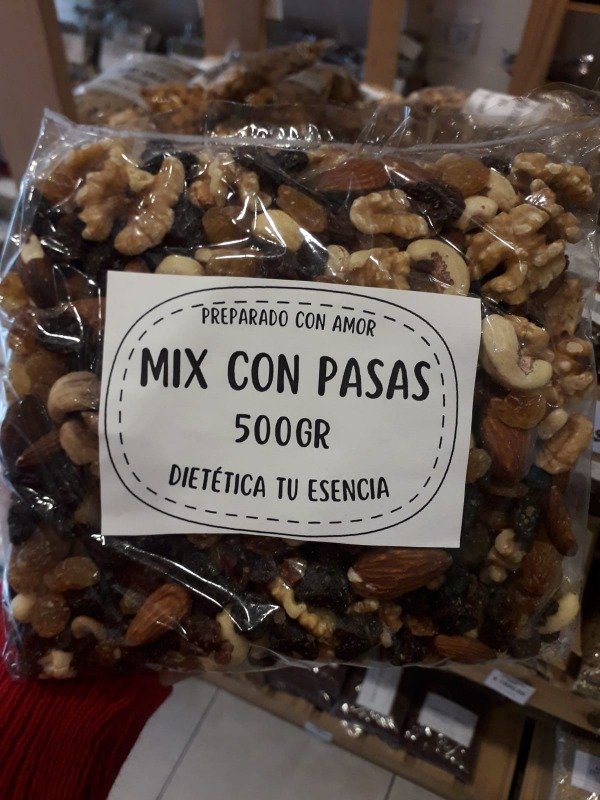 PREPARADO CON AMOR
MIX CON PASAS
500GR
DIETÉTICA TU ESENCIA